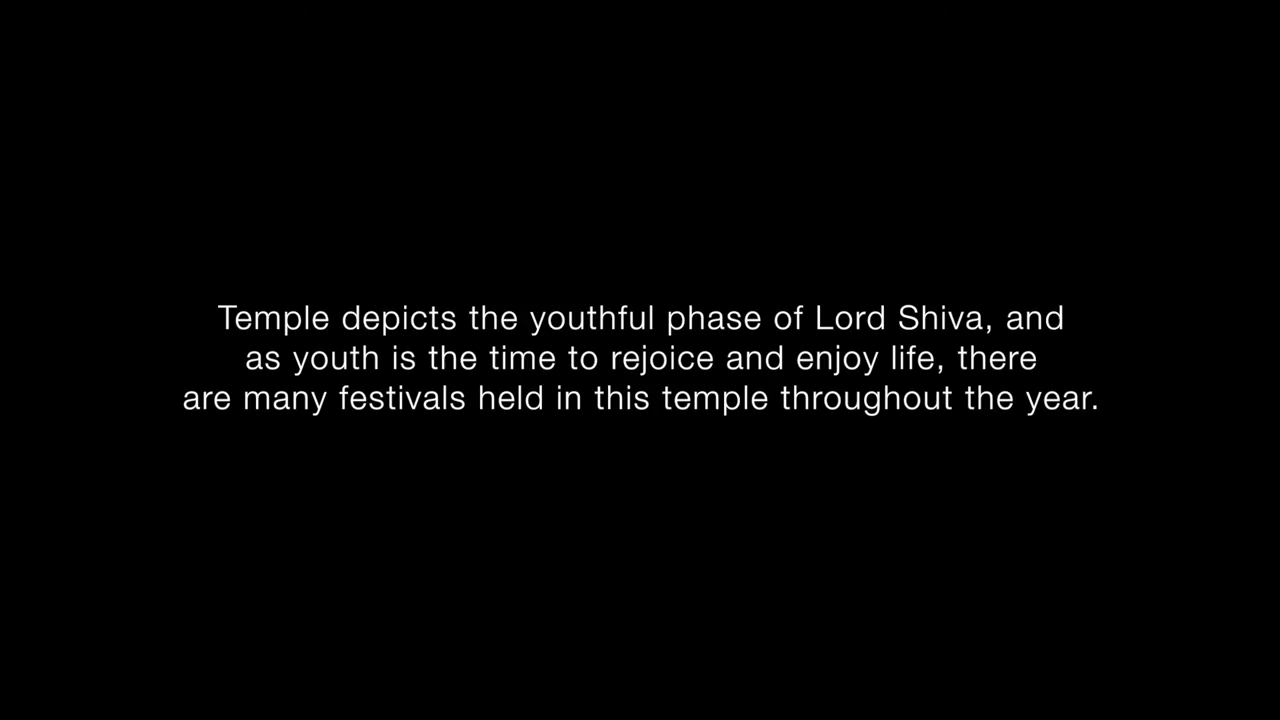 Temple depicts the youthful phase of Lord Shiva, and
as youth is the time to rejoice and enjoy life, there
are many festivals held in this temple throughout the year.